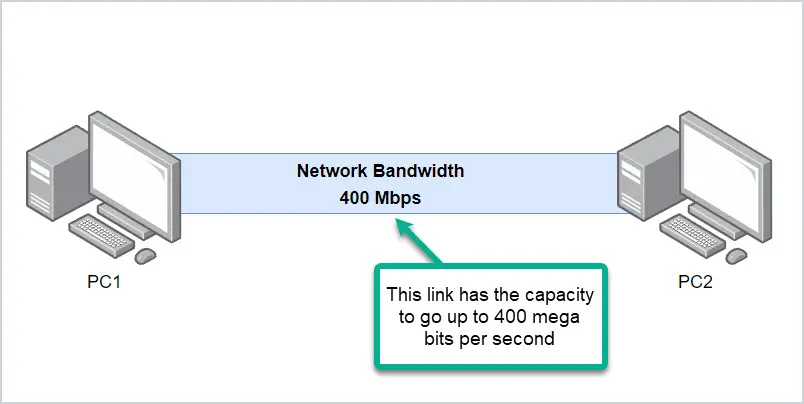 Network Bandwidth
400 Mbps
PC1
PC2
This link has the capacity
to go up to 400 mega
bits per second